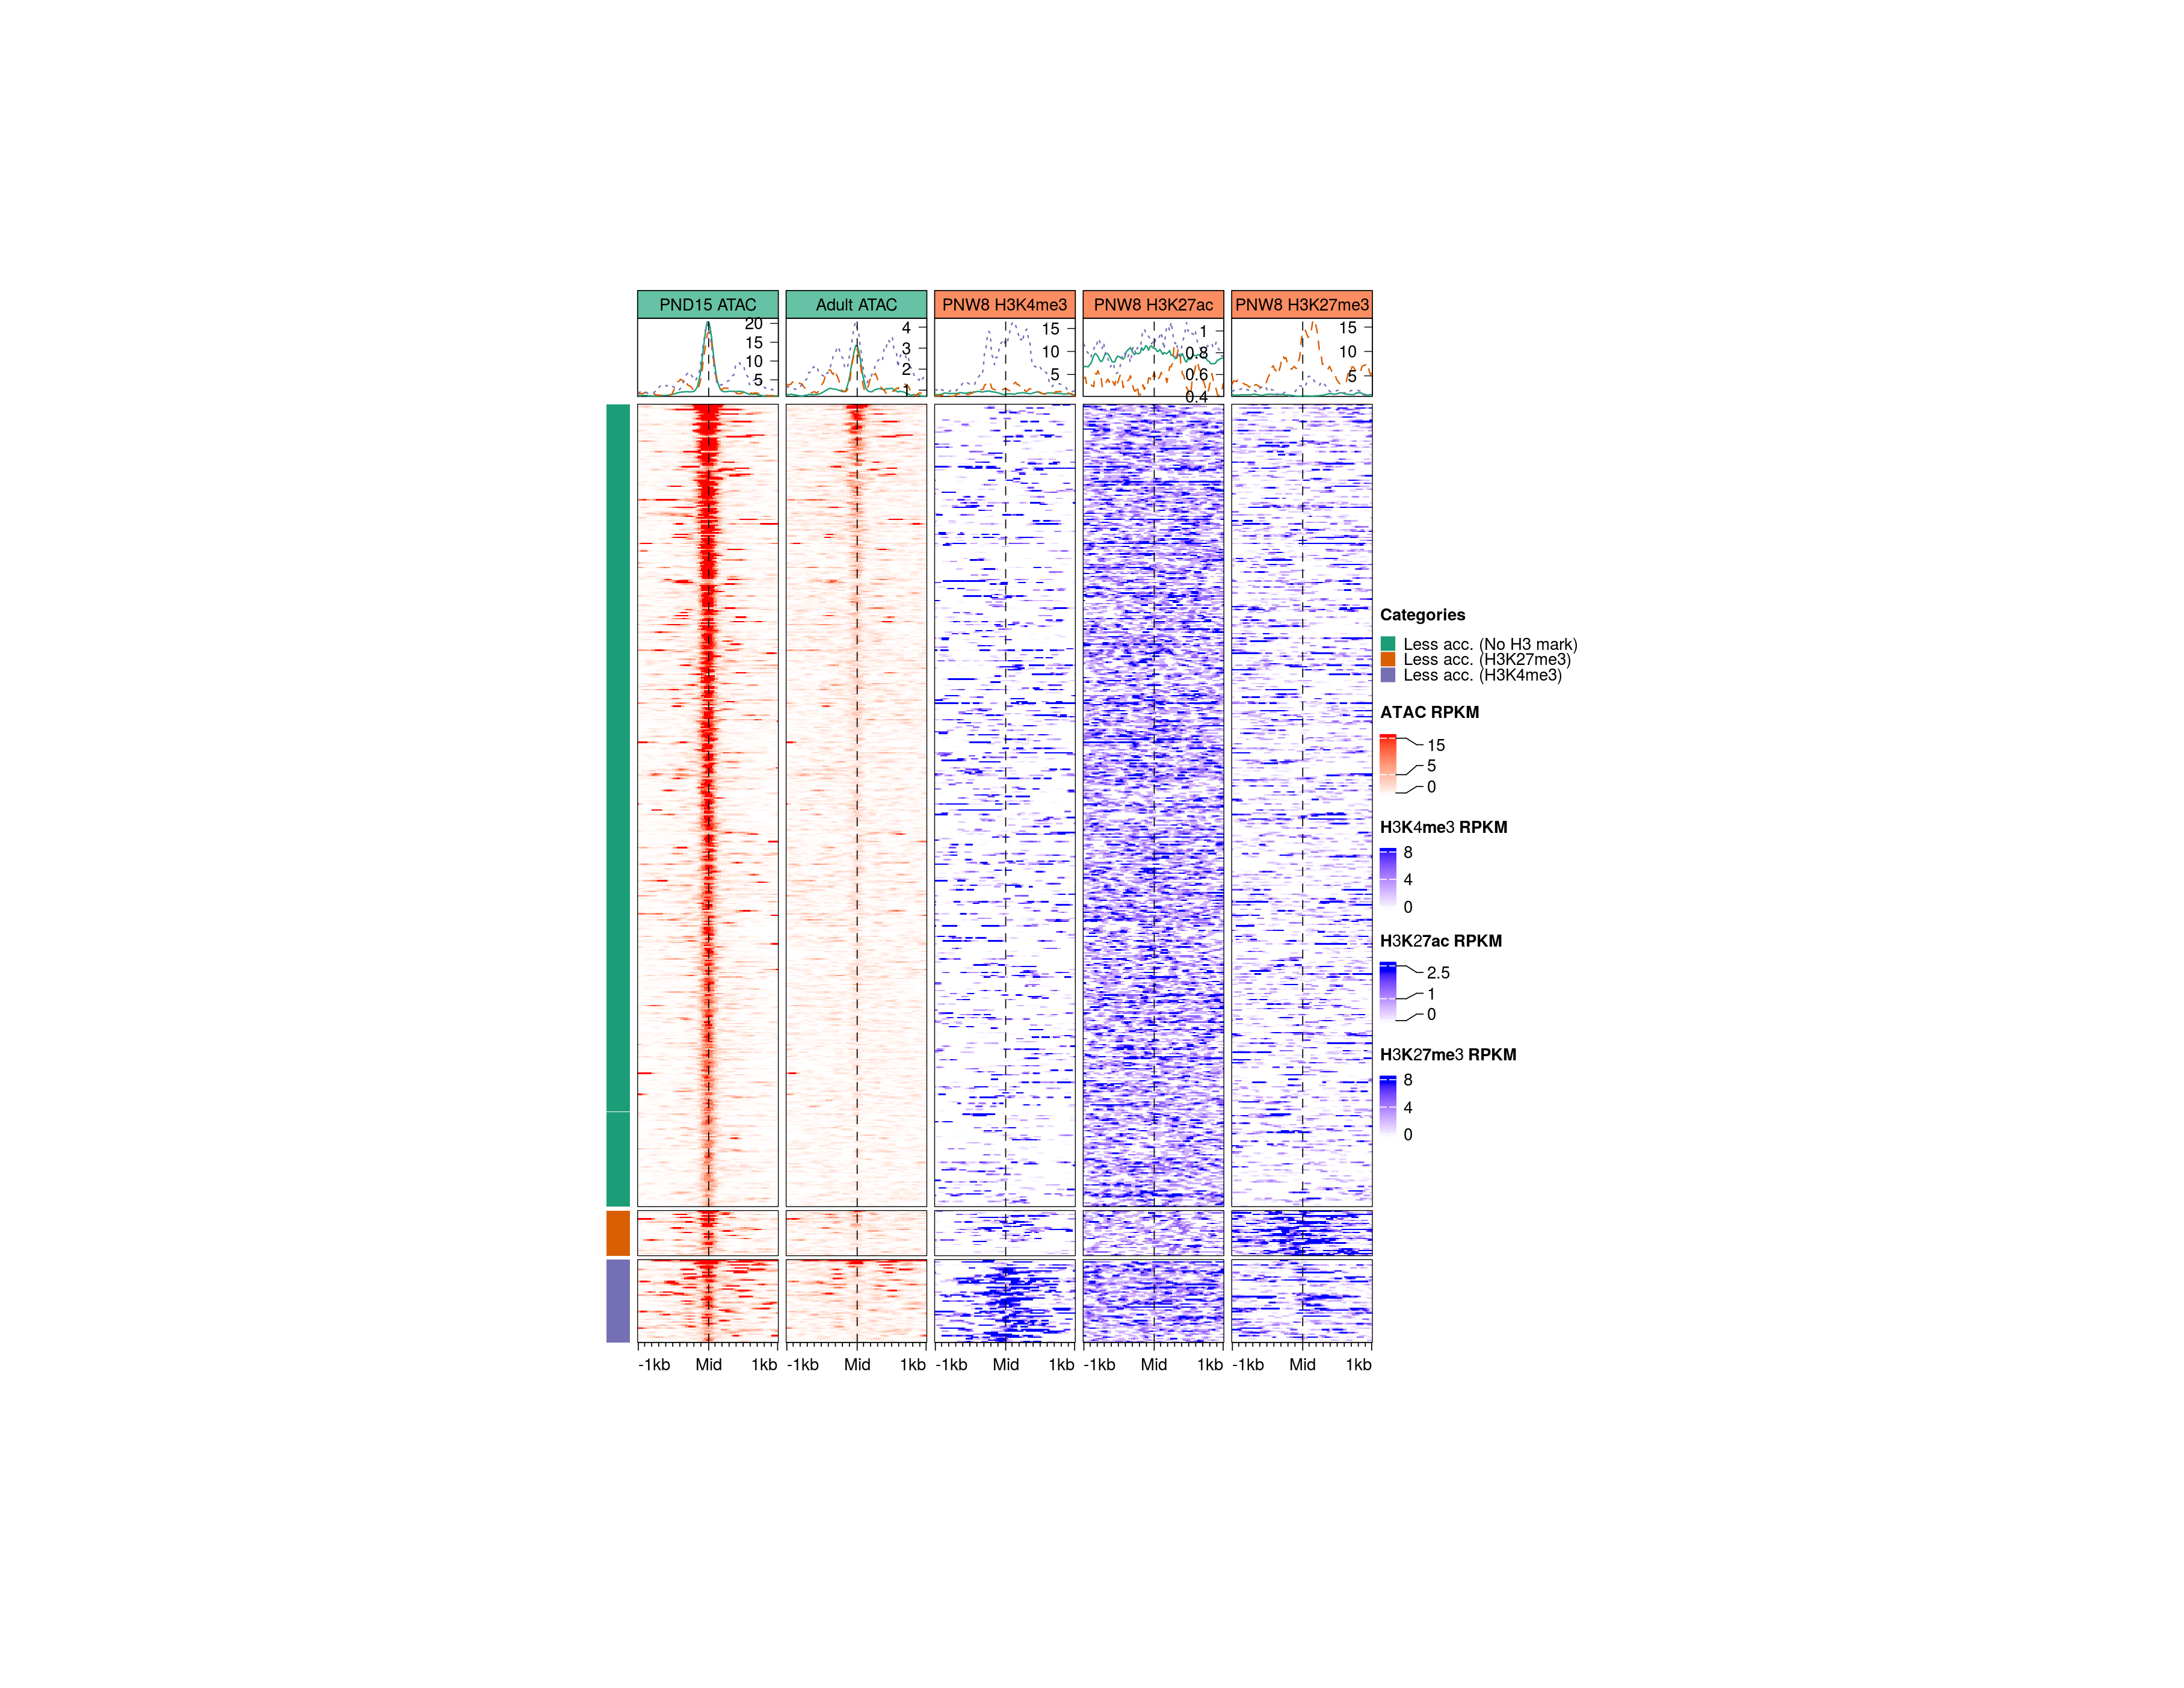 PND15 ATAC
Adult ATAC
PNW8 H3K4me3
PNW8 H3K27ac
PNW8 H3K27me3
20
15
10
5
4
3
2
1
15
10
5
1
0.8
0.6
0.4
15
10
5
Categories
Less acc. (No H3 mark)
Less acc. (H3K27me3)
Less acc. (H3K4me3)
ATAC RPKM
15
5
0
H3K4me3 RPKM
8
4
0
H3K27ac RPKM
2.5
1
0
H3K27me3 RPKM
8
4
0
-1kb Mid 1kb
-1kb Mid 1kb
-1kb Mid 1kb
-1kb Mid 1kb
-1kb Mid 1kb